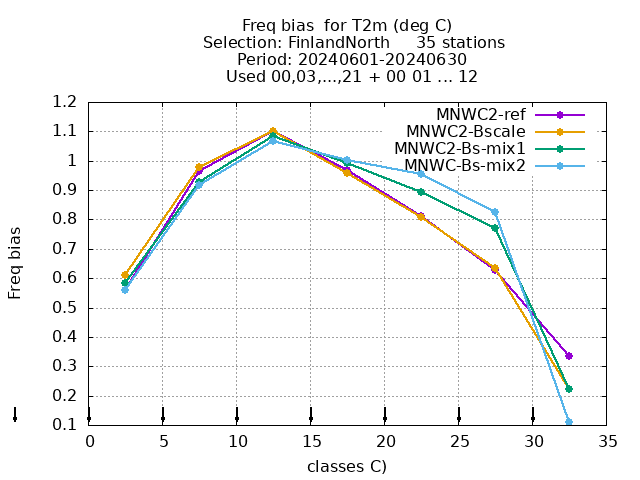 Freq bias  for T2m (deg C)
Selection: FinlandNorth     35 stations
Period: 20240601-20240630
Used 00,03,...,21 + 00 01 ... 12
MNWC2-ref
MNWC2-Bscale
MNWC2-Bs-mix1
MNWC-Bs-mix2
1.2
1.1
1
0.9
0.8
0.7
0.6
0.5
0.4
0.3
0.2
0.1
Freq bias
0 5 10 15 20 25 30 35
classes C)